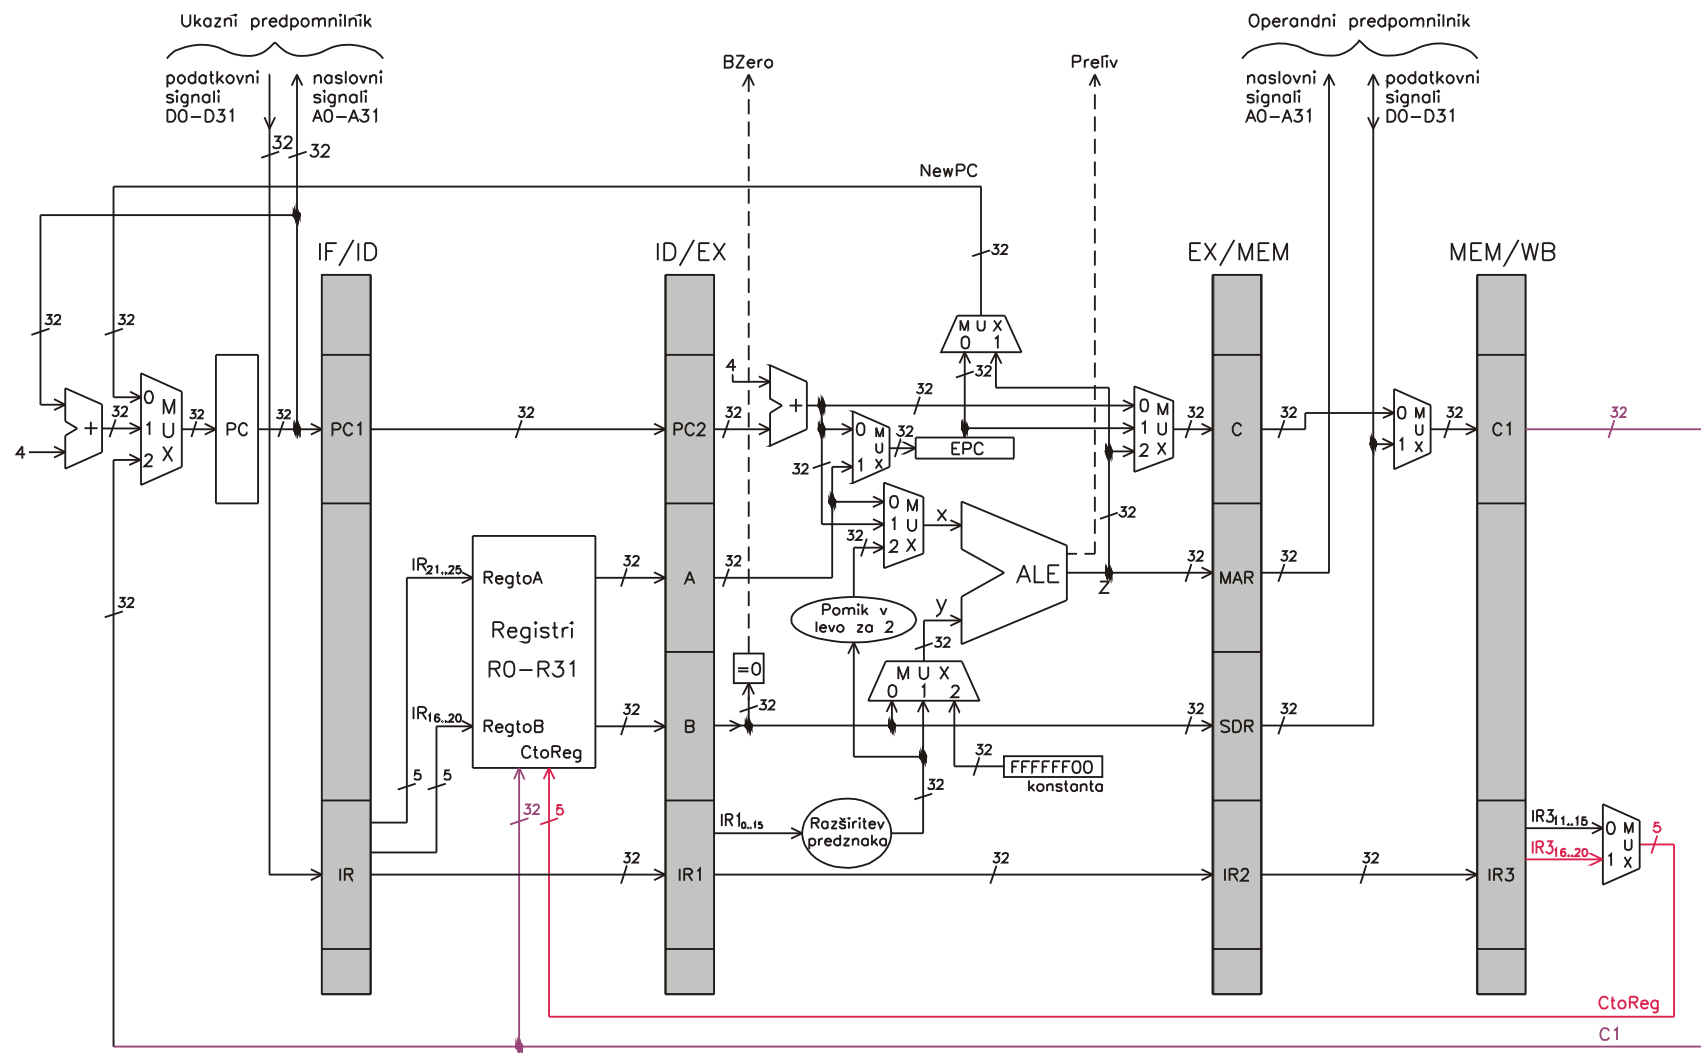 Ukazni predpomnilnik
Operandni predpomnilnik
podatkovni
signali
D0-D31
naslovni
signali
A0-A31
BZero
Preliv
naslovni
signali
A0-A31
podatkovni
signali
D0-D31
32
32
NewPC
IF/ID
ID/EX
32
EX/MEM
MEM/WB
32
32
M U X
0 1
4
32
4
+
32
0
1
2
M
U
X
32
PC
32
PC1
32
PC2
32
+
32
0
1
M
U
X
32
32
EPC
0
1
2
M
U
X
32
C
32
0
1
M
U
X
32
C1
32
0
1
2
M
U
X
32
x
32
IR21..25
RegtoA
32
A
32
ALE
z
32
MAR
32
32
Registri
R0-R31
Pomik v
levo za 2
y
32
=0
M U X
0 1 2
IR16..20
RegtoB
CtoReg
32
B
32
32
SDR
32
32
FFFFFF00
konstanta
5
5
32
5
IR10..15
Razširitev
predznaka
32
IR311..15
IR316..20
0
1
M
U
X
5
IR
32
IR1
32
IR2
32
IR3
CtoReg
C1